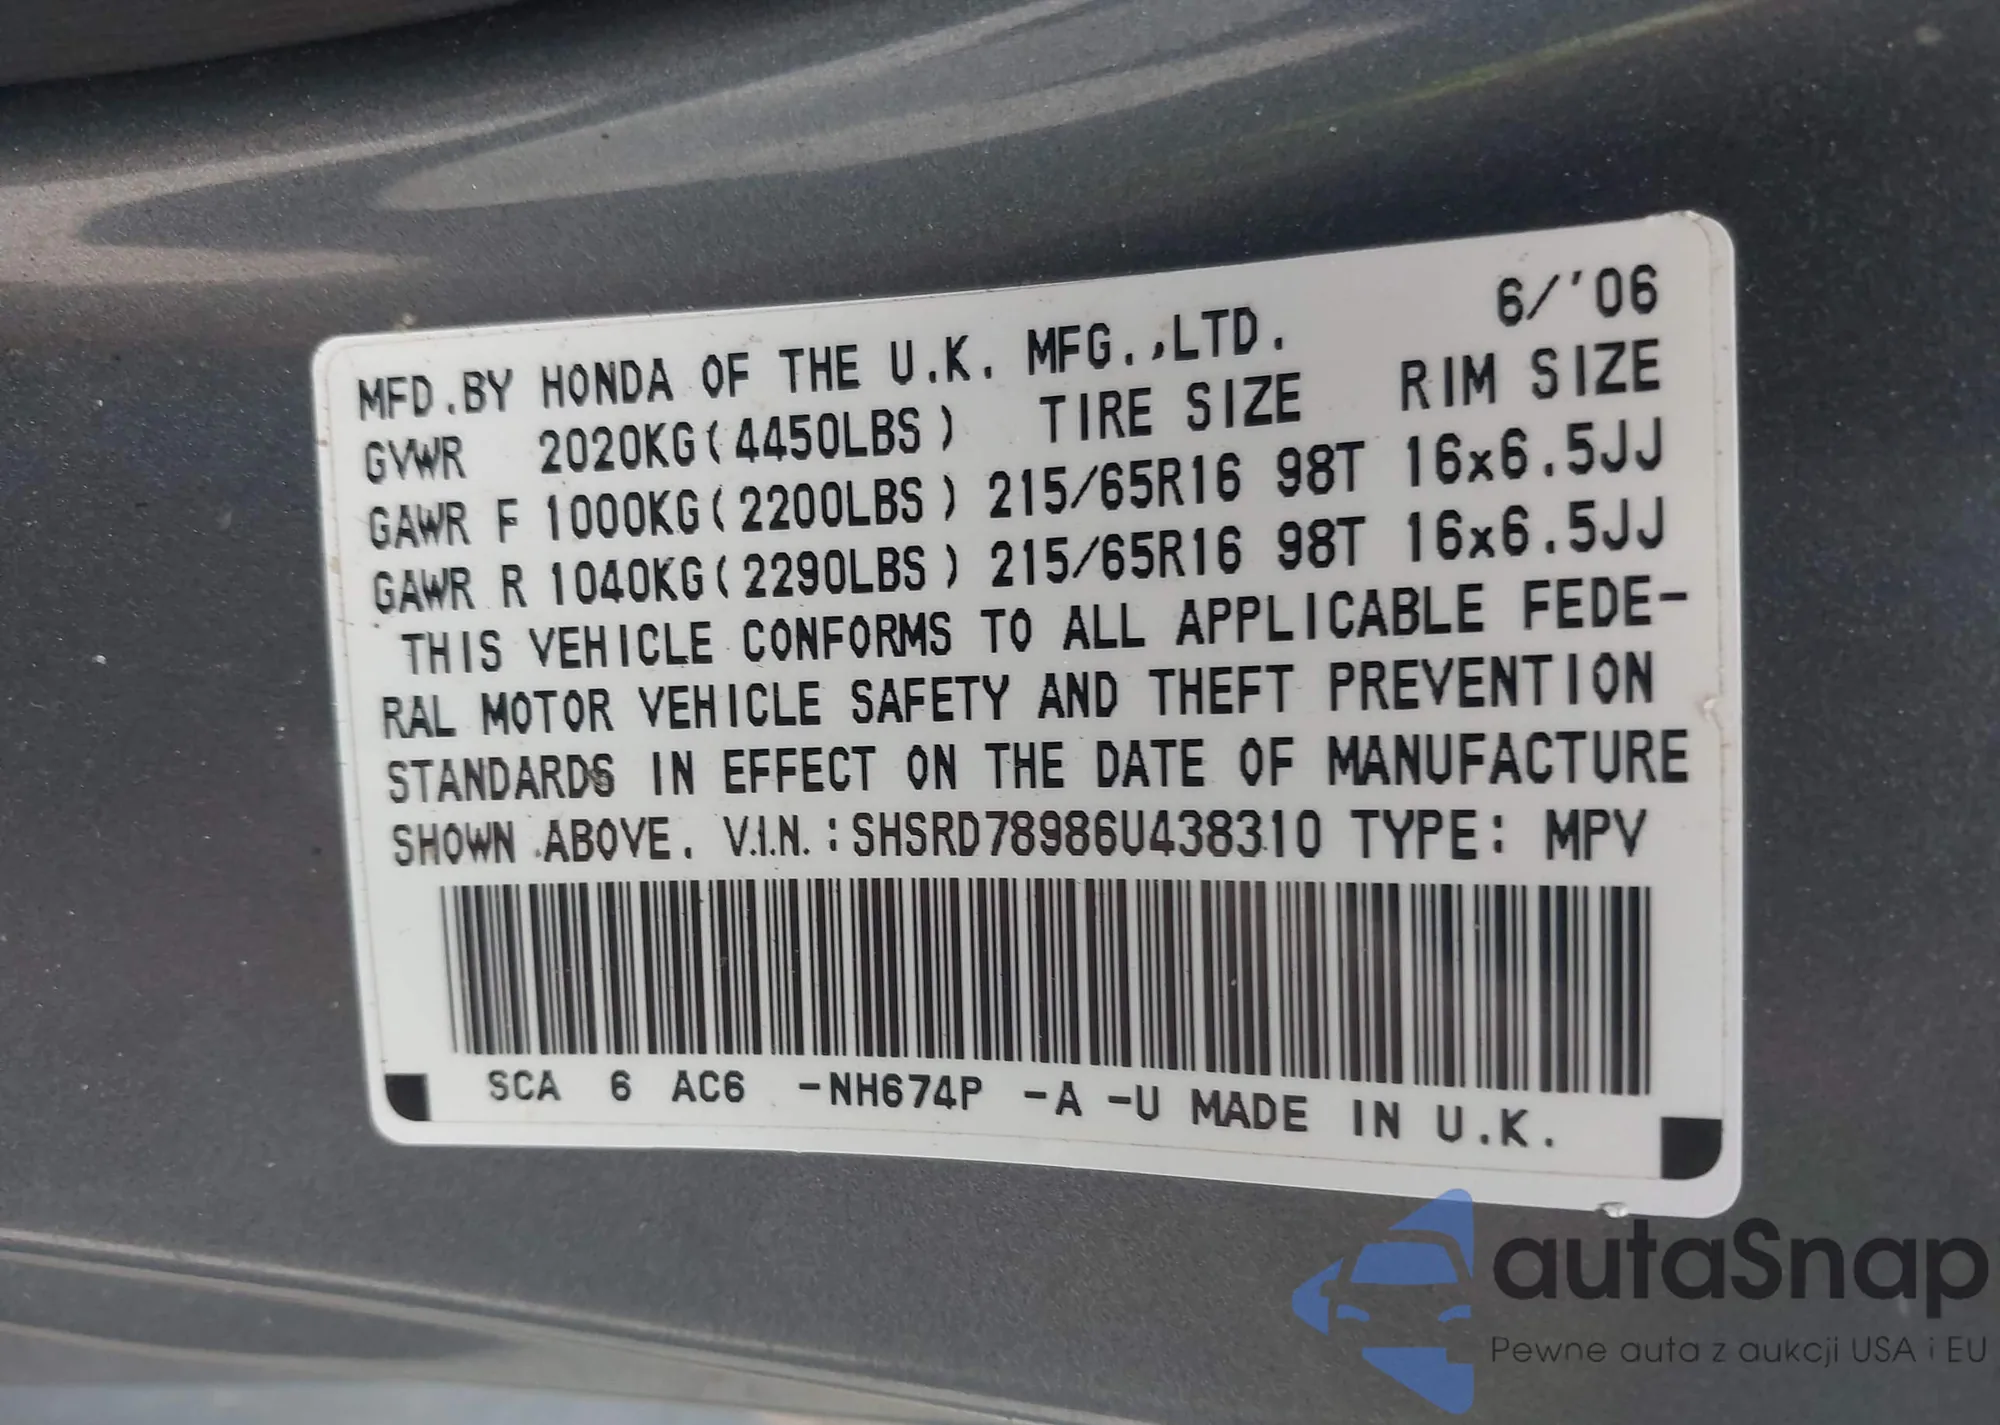 6/'06
MFD.BY HONDA OF THE U.K. MFG.,LTD.
GVWR 2020KG(4450LBS) TIRE SIZE RIM SIZE
GAWR F 1000KG(2200LBS) 215/65R16 98T 16x6.5JJ
GAWR R 1040KG(2290LBS) 215/65R16 98T 16x6.5JJ
THIS VEHICLE CONFORMS TO ALL APPLICABLE FEDE-
RAL MOTOR VEHICLE SAFETY AND THEFT PREVENTION
STANDARDS IN EFFECT ON THE DATE OF MANUFACTURE
SHOWN ABOVE. V.I.N.:SHSRD78986U438310 TYPE: MPV
SCA 6 AC6 -NH674P -A -U MADE IN U.K.
autaSnap
Pewne auta z aukcji USA i EU